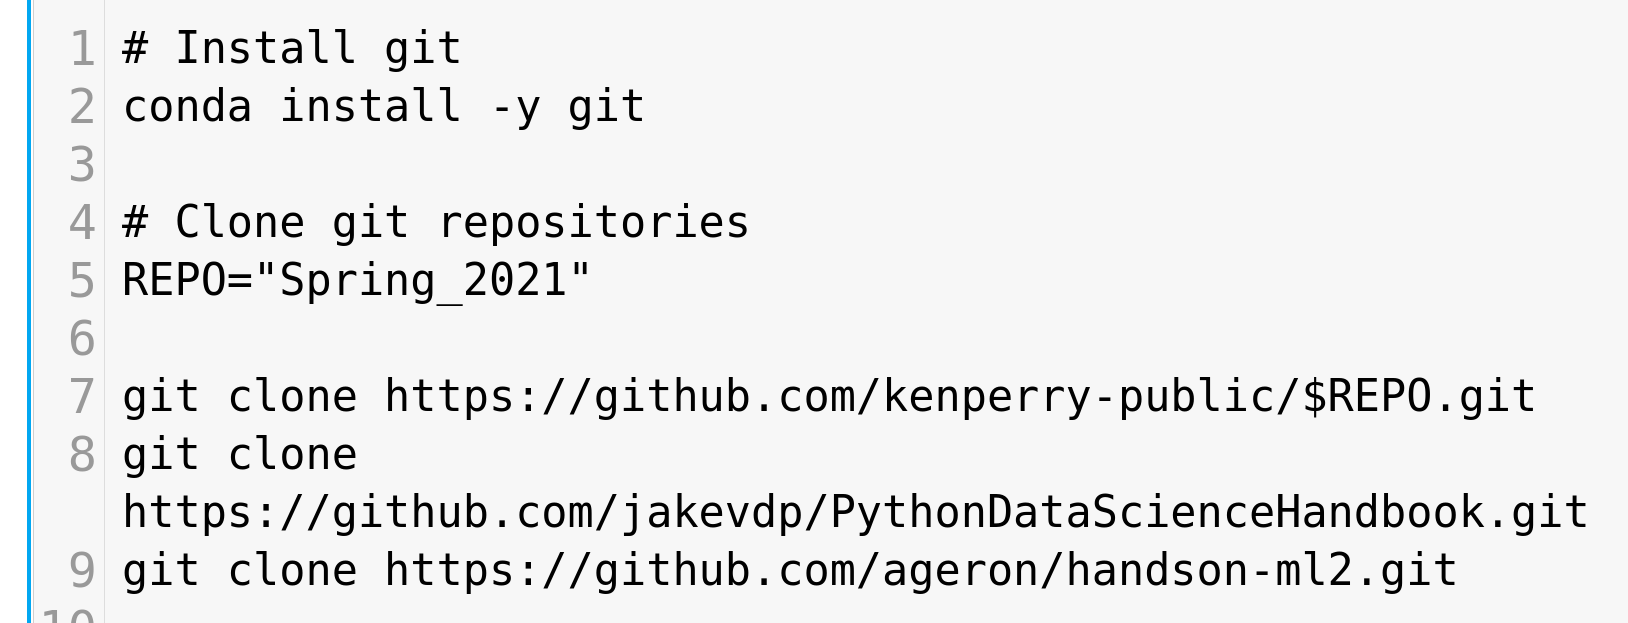 1 # Install git
2 conda install -y git
3
4 # Clone git repositories
5 REPO="Spring_2021"
6
7 git clone https://github.com/kenperry-public/$REPO.git
8 git clone
https://github.com/jakevdp/PythonDataScienceHandbook.git
9 git clone https://github.com/ageron/handson-ml2.git
10